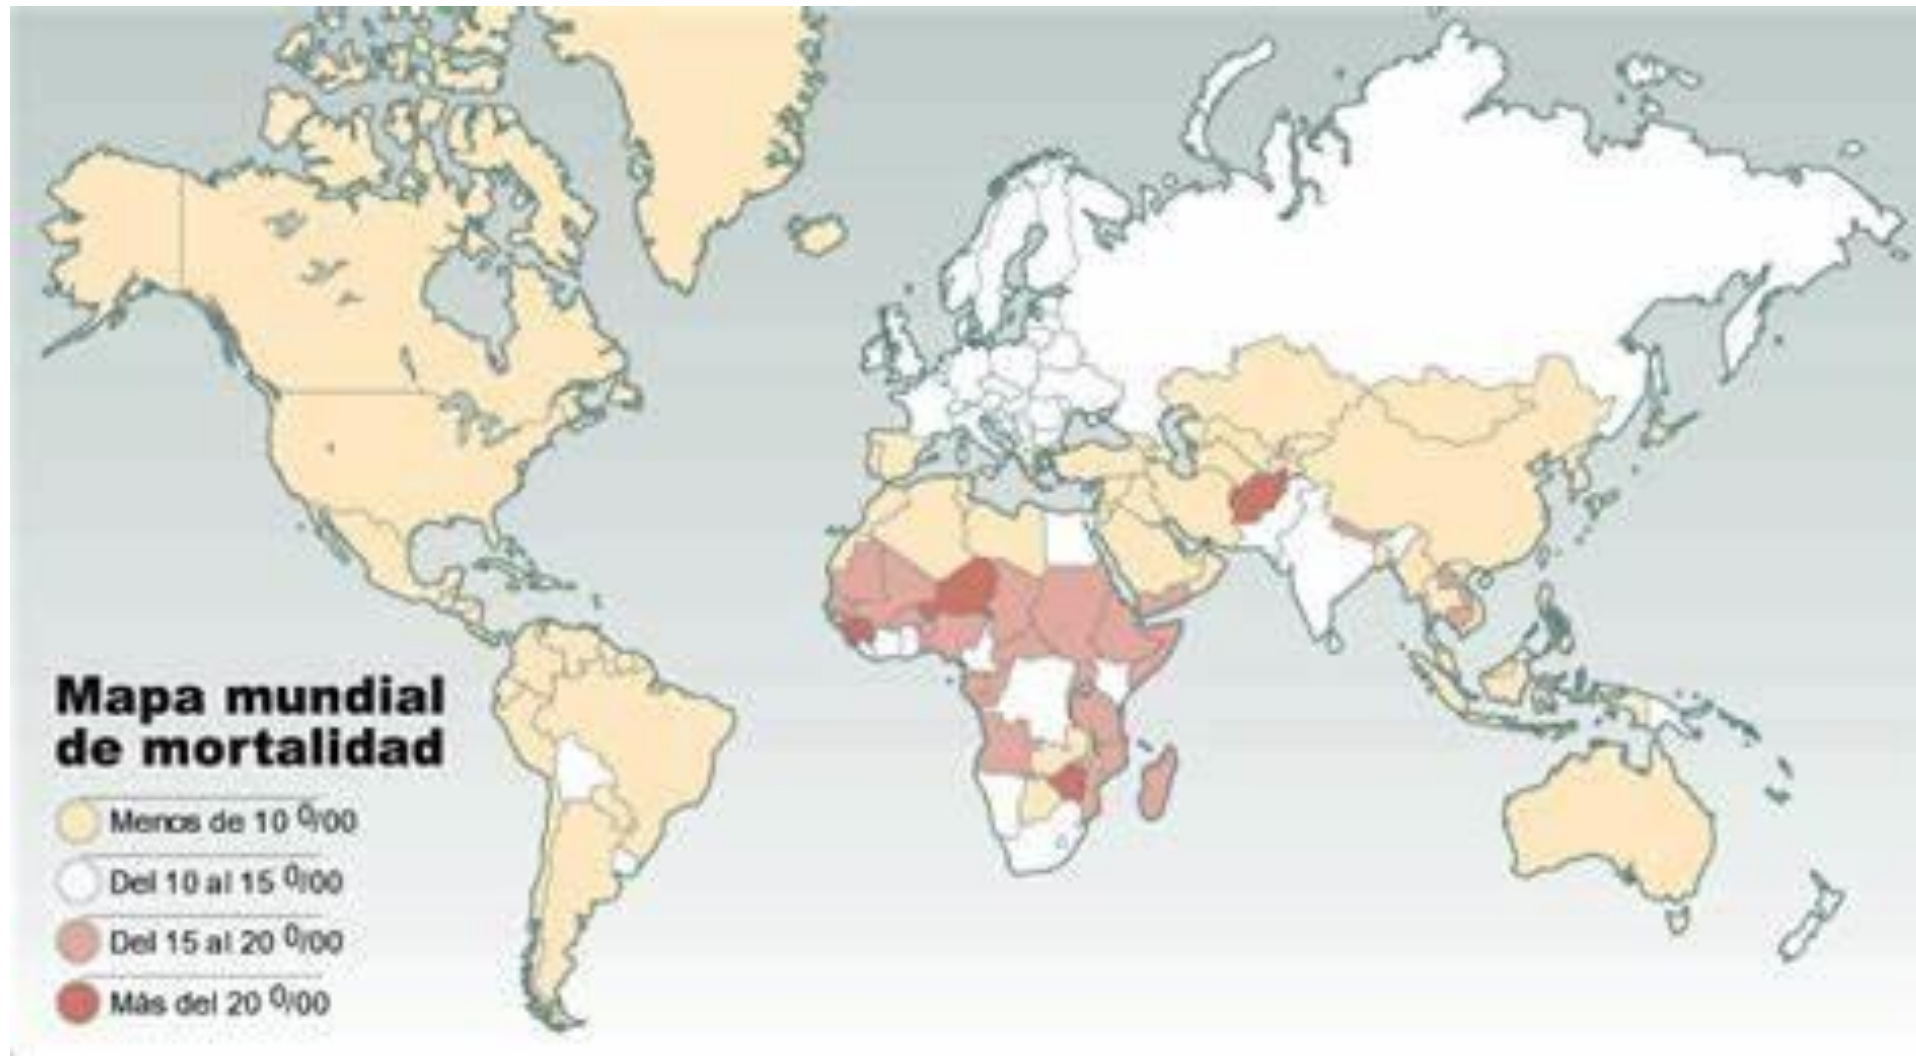 Mapa mundial
de mortalidad
Menos de 10 0/00
Del 10 al 15 0/00
Del 15 al 20 0/00
Más del 20 0/00